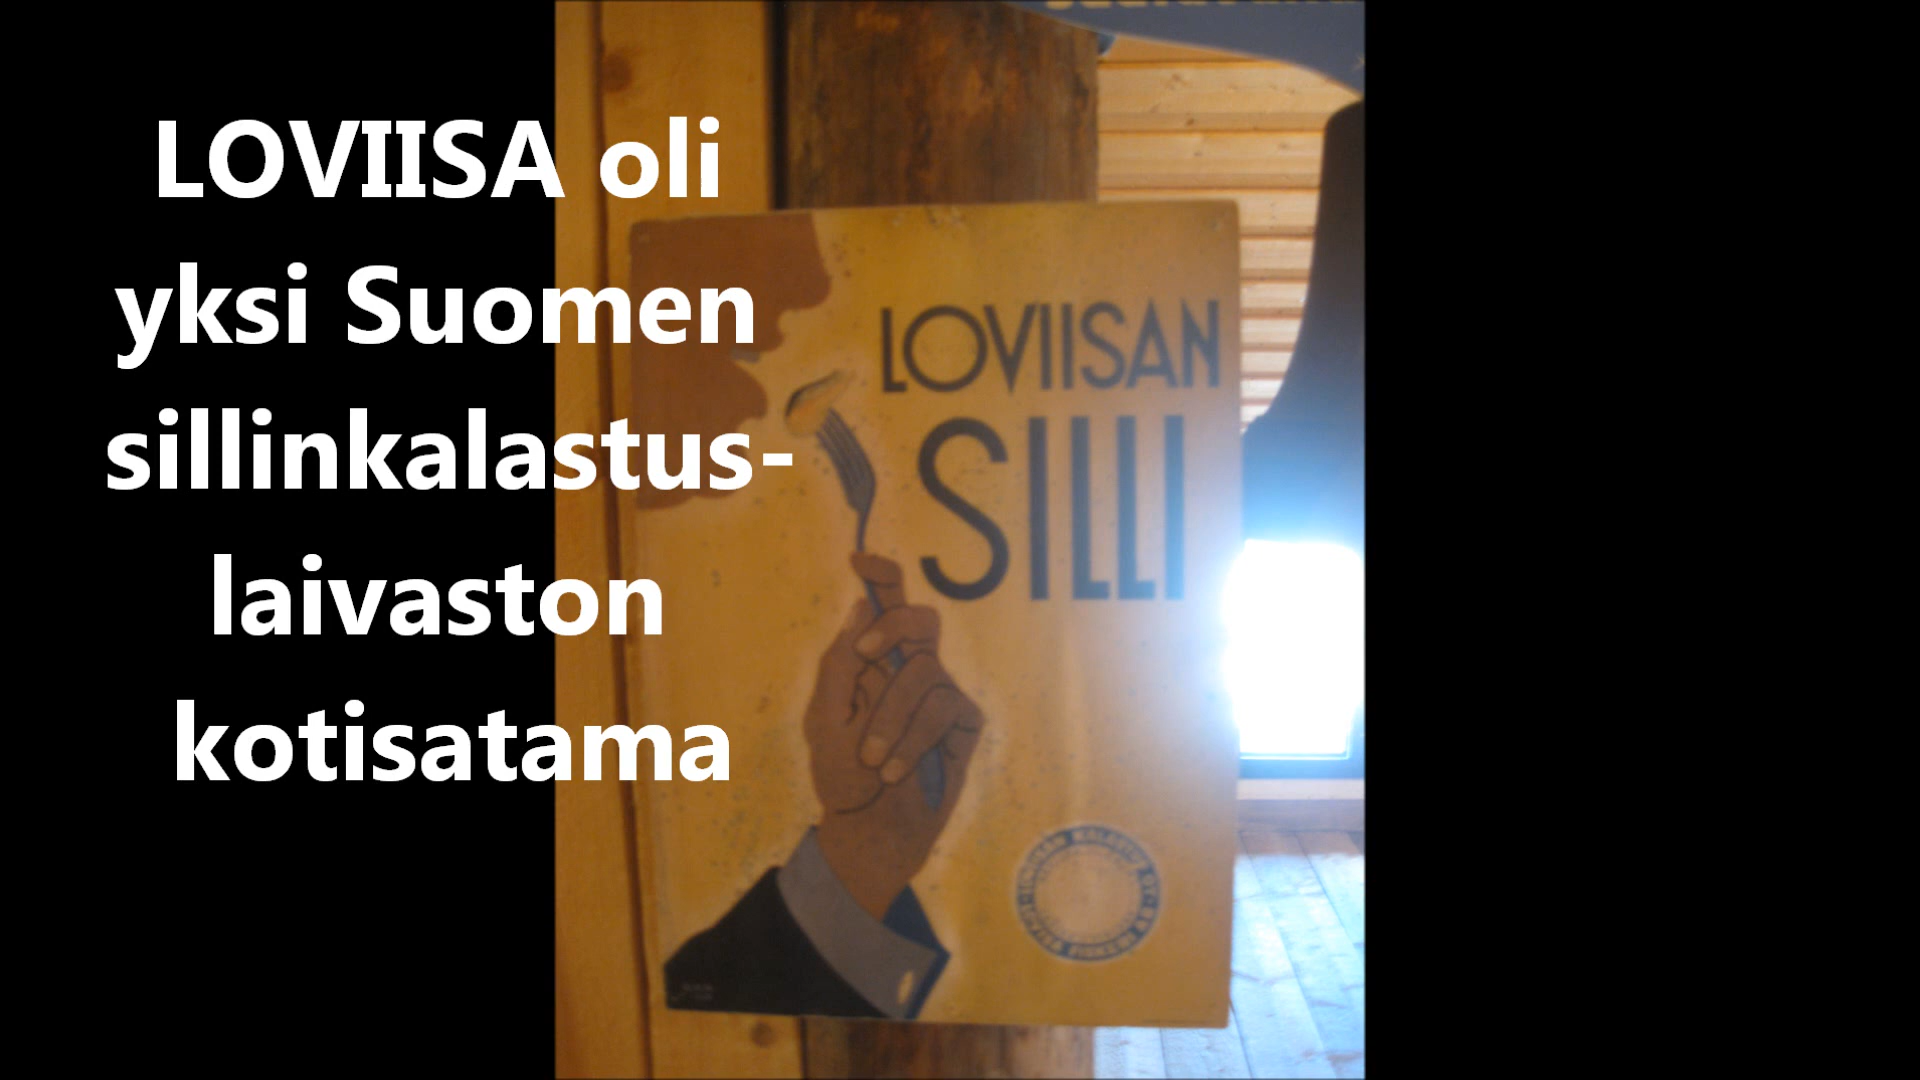 LOVIISA oli
yksi Suomen
sillinkalastus-
laivaston
kotisatama
LOVIISAN
SILLI